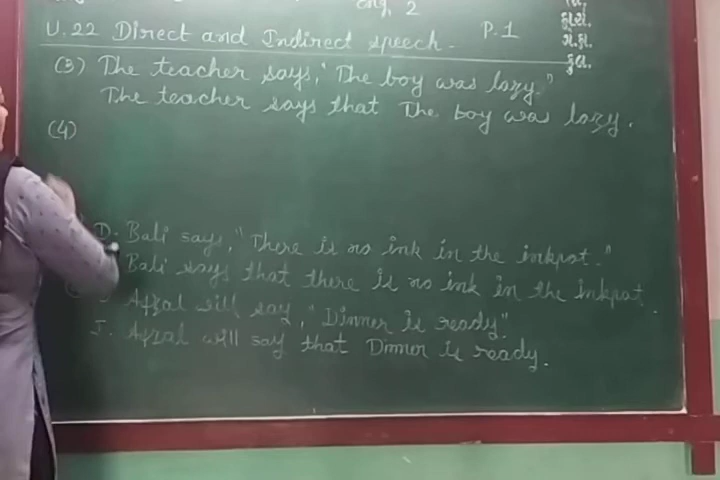 Eng, 2
U.22 Direct and Indirect speech - P.1
કુલ.
(3) The teacher says, "The boy was lazy."
The teacher says that The boy was lazy.
(4)
D. Bali says, "There is no ink in the inkpot."
Bali says that there is no ink in the inkpot.
Afzal will say, "Dinner is ready."
I. Afzal will say that Dinner is ready.